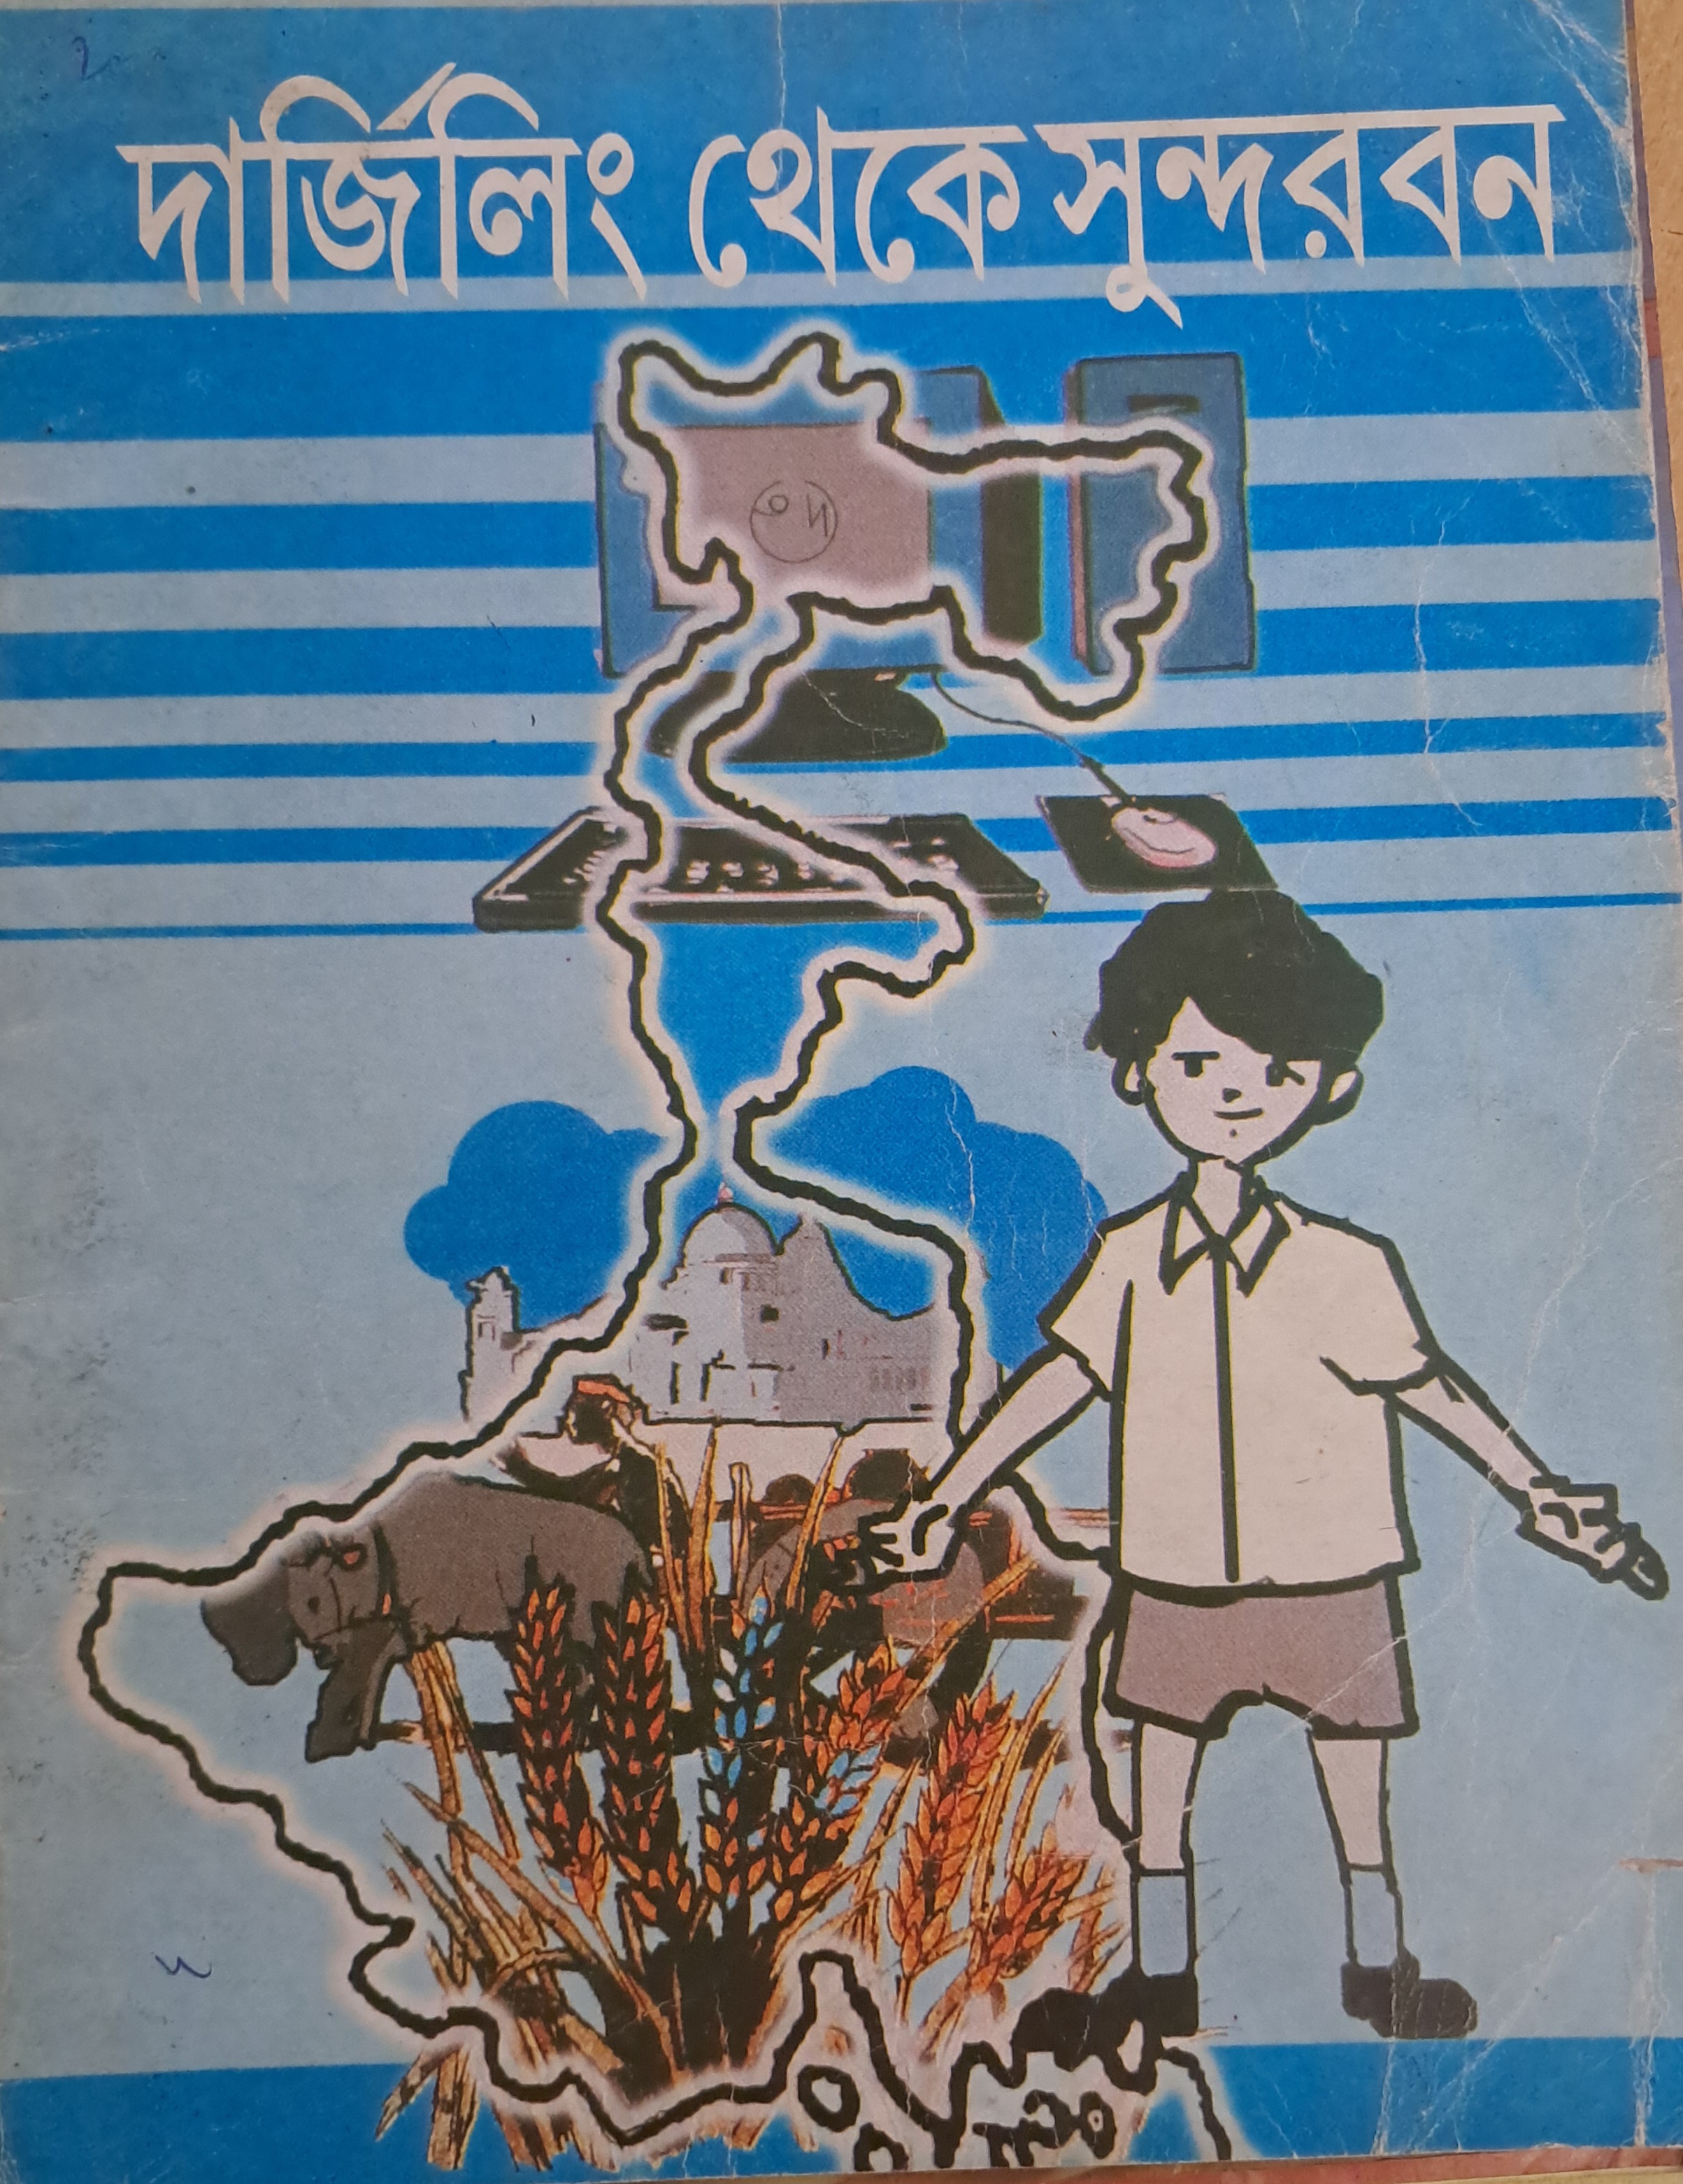 দার্জিলিং থেকে সুন্দরবন